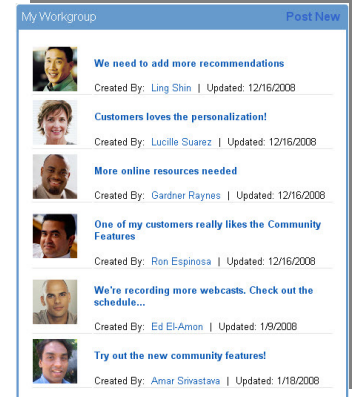 My Workgroup Post New
We need to add more recommendations
Created By: Ling Shin | Updated: 12/16/2008
Customers loves the personalization!
Created By: Lucille Suarez | Updated: 12/16/2008
More online resources needed
Created By: Gardner Raynes | Updated: 12/16/2008
One of my customers really likes the Community
Features
Created By: Ron Espinosa | Updated: 12/16/2008
We're recording more webcasts. Check out the
schedule...
Created By: Ed El-Amon | Updated: 1/9/2008
Try out the new community features!
Created By: Amar Srivastava | Updated: 1/18/2008